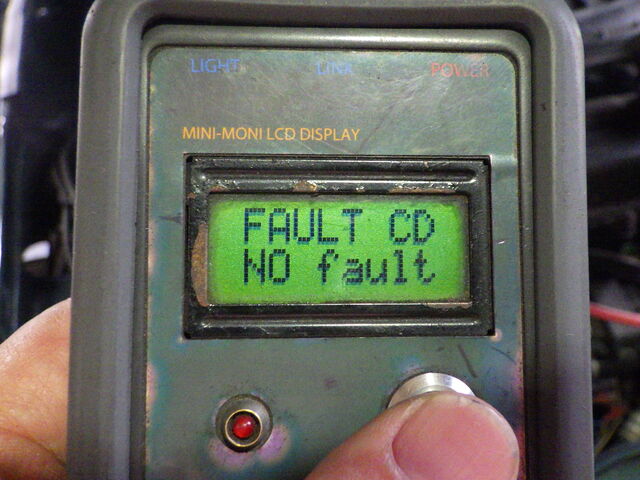 LIGHT LINK POWER
MINI-MONI LCD DISPLAY
FAULT CD
NO fault